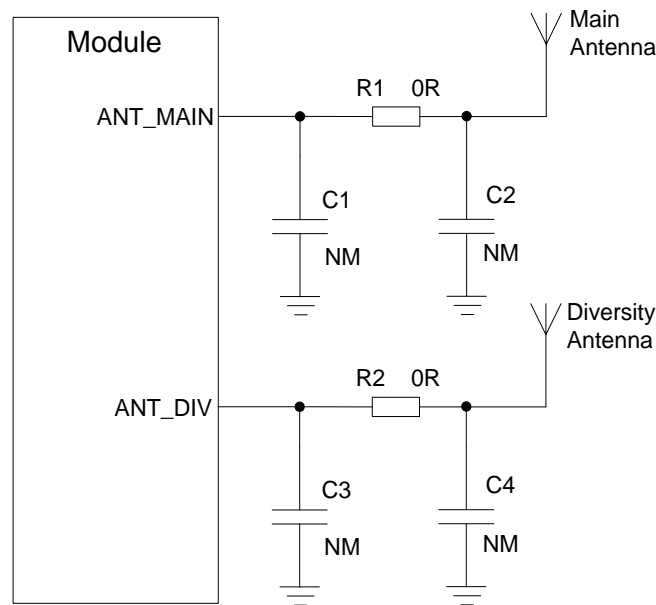 Module
Main
Antenna
R1 0R
ANT_MAIN
C1
C2
NM
NM
Diversity
Antenna
R2 0R
ANT_DIV
C3
C4
NM
NM